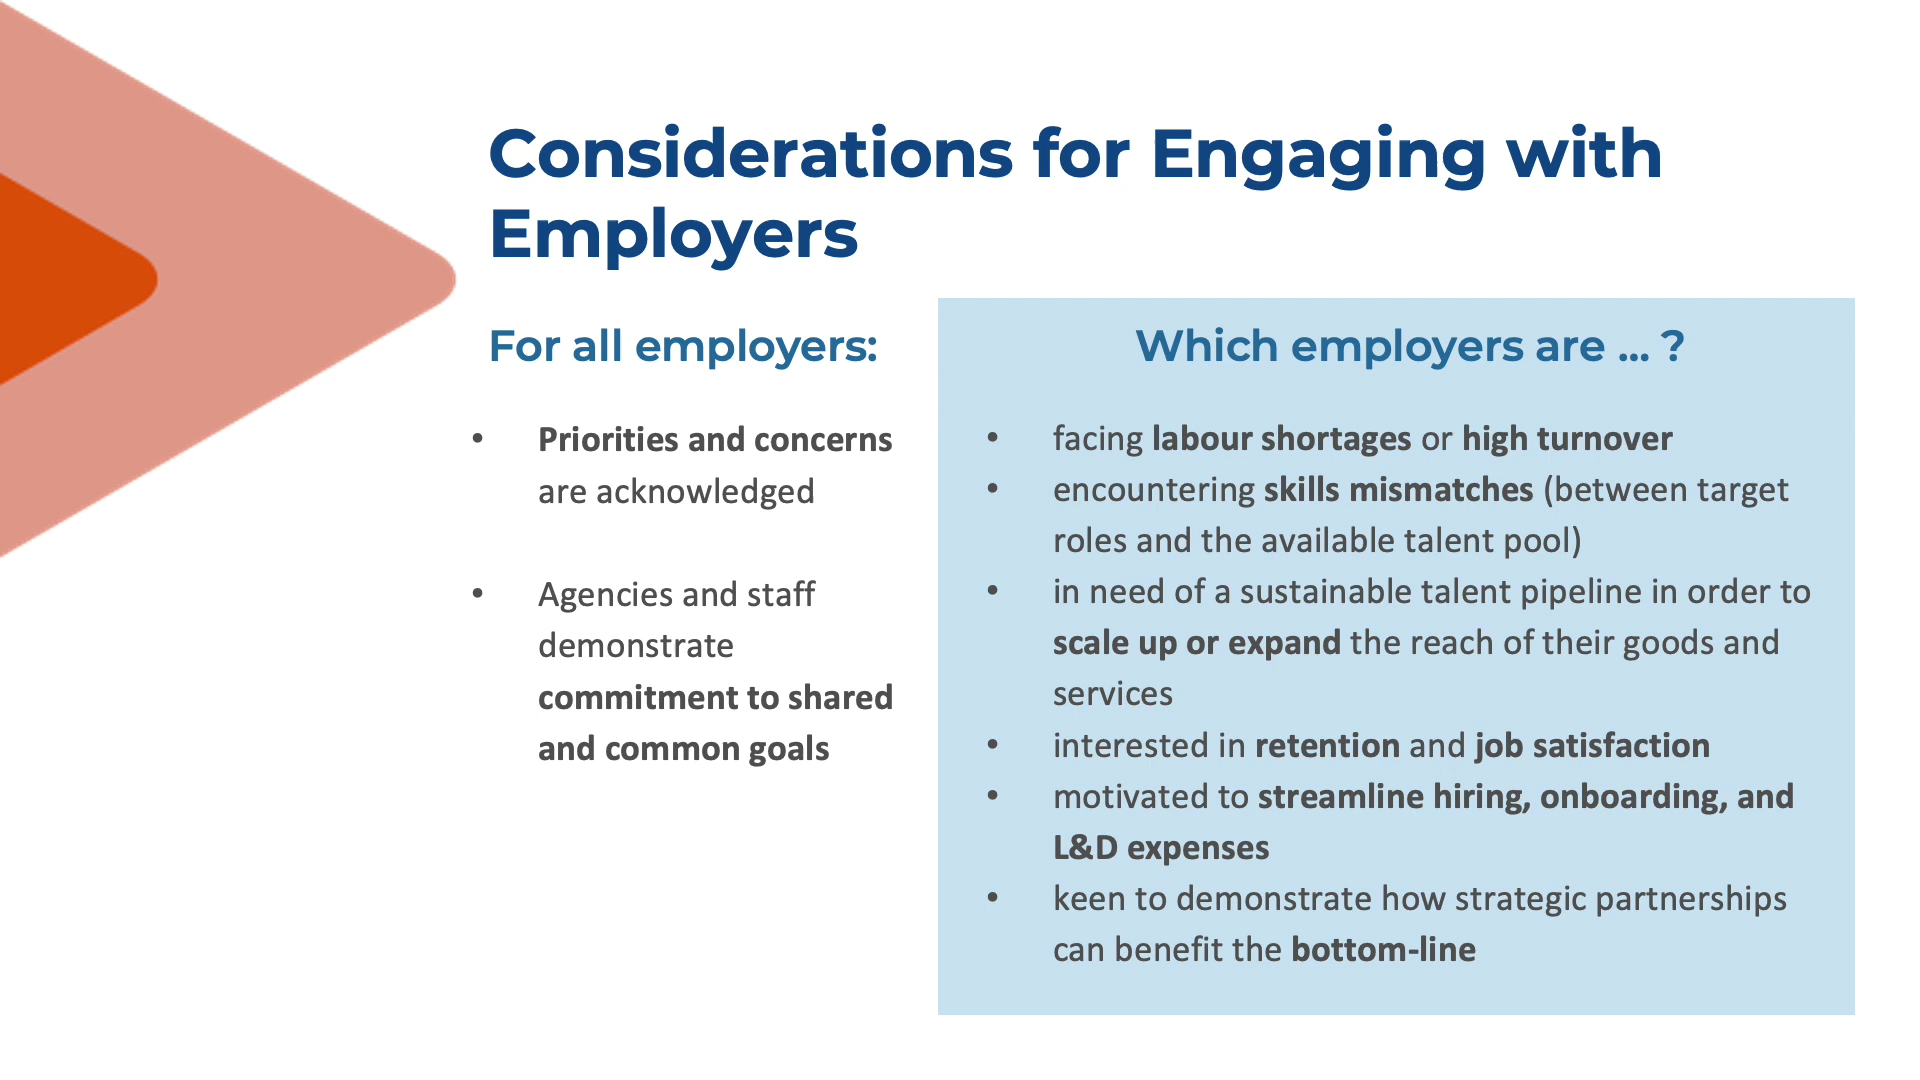 Considerations for Engaging with
Employers
For all employers:
• Priorities and concerns
are acknowledged
• Agencies and staff
demonstrate
commitment to shared
and common goals
Which employers are ... ?
• facing labour shortages or high turnover
• encountering skills mismatches (between target
roles and the available talent pool)
• in need of a sustainable talent pipeline in order to
scale up or expand the reach of their goods and
services
• interested in retention and job satisfaction
• motivated to streamline hiring, onboarding, and
L&D expenses
• keen to demonstrate how strategic partnerships
can benefit the bottom-line